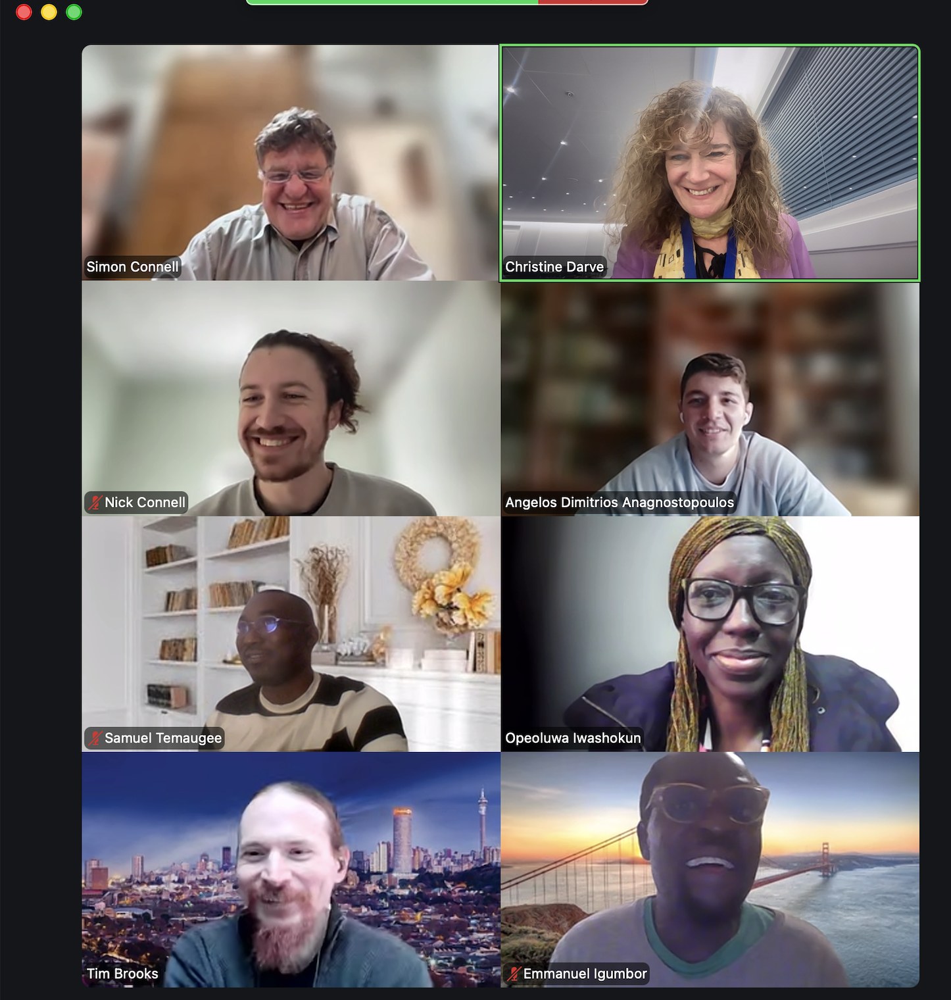 Simon Connell
Christine Darve
Nick Connell
Angelos Dimitrios Anagnostopoulos
Samuel Temaugee
Opeoluwa Iwashokun
Tim Brooks
Emmanuel Igumbor